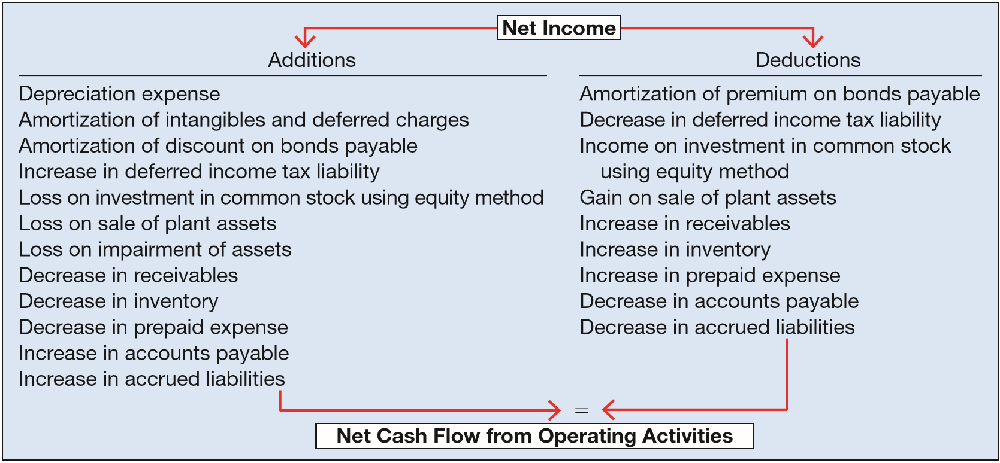 Net Income
Additions
Depreciation expense
Amortization of intangibles and deferred charges
Amortization of discount on bonds payable
Increase in deferred income tax liability
Loss on investment in common stock using equity method
Loss on sale of plant assets
Loss on impairment of assets
Decrease in receivables
Decrease in inventory
Decrease in prepaid expense
Increase in accounts payable
Increase in accrued liabilities
Deductions
Amortization of premium on bonds payable
Decrease in deferred income tax liability
Income on investment in common stock
using equity method
Gain on sale of plant assets
Increase in receivables
Increase in inventory
Increase in prepaid expense
Decrease in accounts payable
Decrease in accrued liabilities
=
Net Cash Flow from Operating Activities